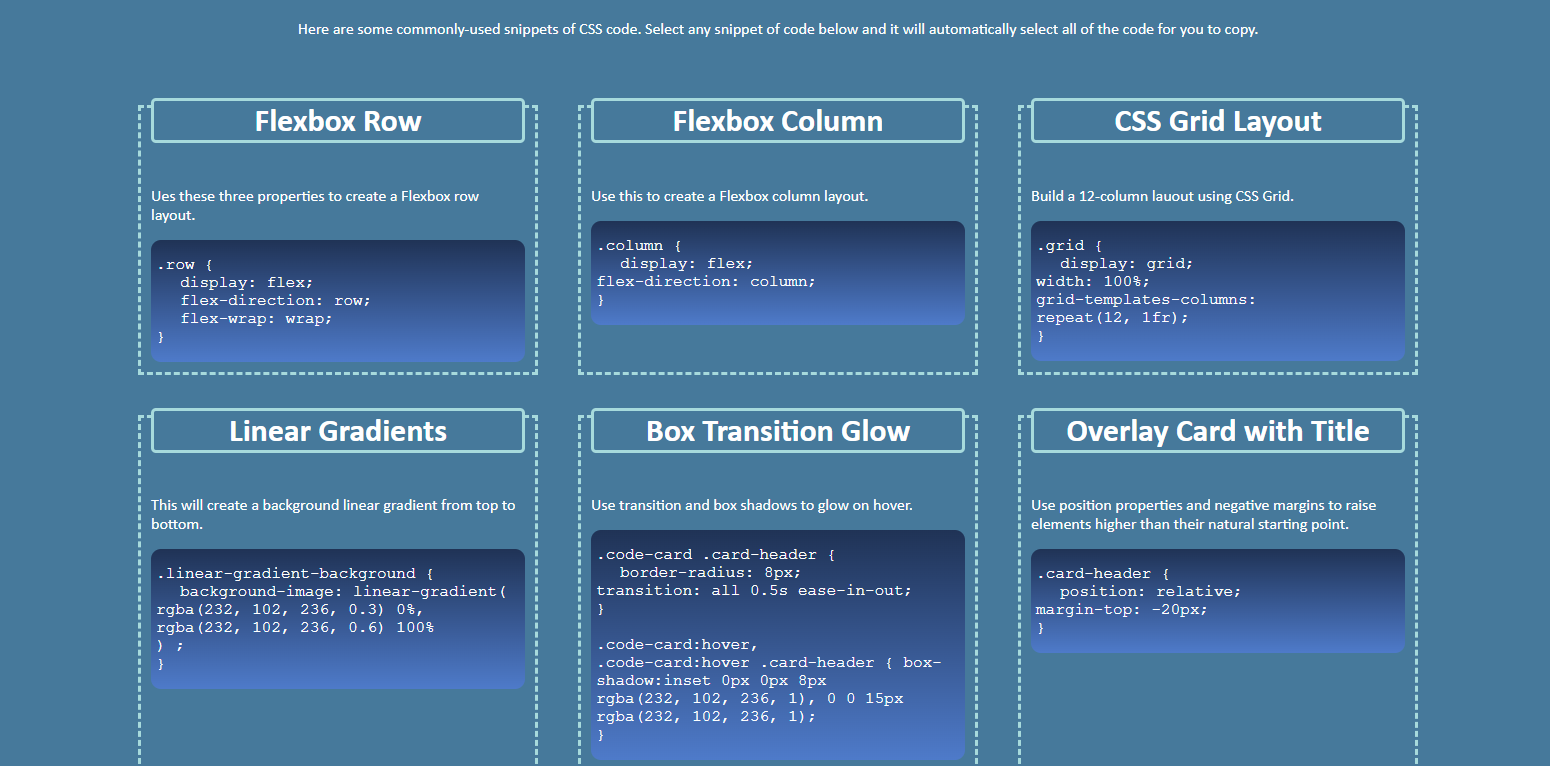 Here are some commonly-used snippets of CSS code. Select any snippet of code below and it will automatically select all of the code for you to copy.
Flexbox Row
Ues these three properties to create a Flexbox row
layout.
.row {
display: flex;
flex-direction: row;
flex-wrap: wrap;
}
Flexbox Column
Use this to create a Flexbox column layout.
.column {
display: flex;
flex-direction: column;
}
CSS Grid Layout
Build a 12-column lauout using CSS Grid.
.grid {
display: grid;
width: 100%;
grid-templates-columns:
repeat(12, 1fr);
}
Linear Gradients
This will create a background linear gradient from top to
bottom.
.linear-gradient-background {
background-image: linear-gradient(
rgba(232, 102, 236, 0.3) 0%,
rgba(232, 102, 236, 0.6) 100%
) ;
}
Box Transition Glow
Use transition and box shadows to glow on hover.
.code-card .card-header {
border-radius: 8px;
transition: all 0.5s ease-in-out;
}
.code-card:hover,
.code-card:hover .card-header { box-
shadow:inset 0px 0px 8px
rgba(232, 102, 236, 1), 0 0 15px
rgba(232, 102, 236, 1);
}
Overlay Card with Title
Use position properties and negative margins to raise
elements higher than their natural starting point.
.card-header {
position: relative;
margin-top: -20px;
}